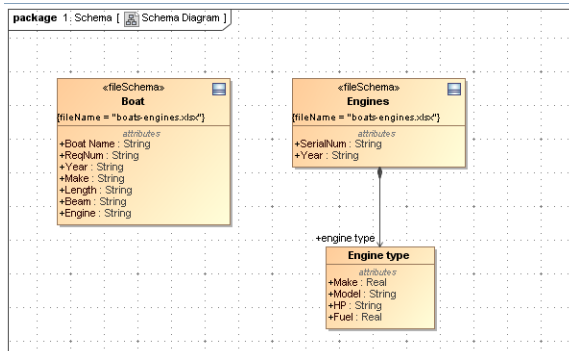 package 1. Schema [ Schema Diagram ]
«fileSchema»
Boat
{fileName = "boats-engines.xlsx"}
attributes
+Boat Name : String
+ReqNum : String
+Year : String
+Make : String
+Length : String
+Beam : String
+Engine : String
«fileSchema»
Engines
{fileName = "boats-engines.xlsx"}
attributes
+SerialNum : String
+Year : String
+engine type
Engine type
attributes
+Make : Real
+Model : String
+HP : String
+Fuel : Real